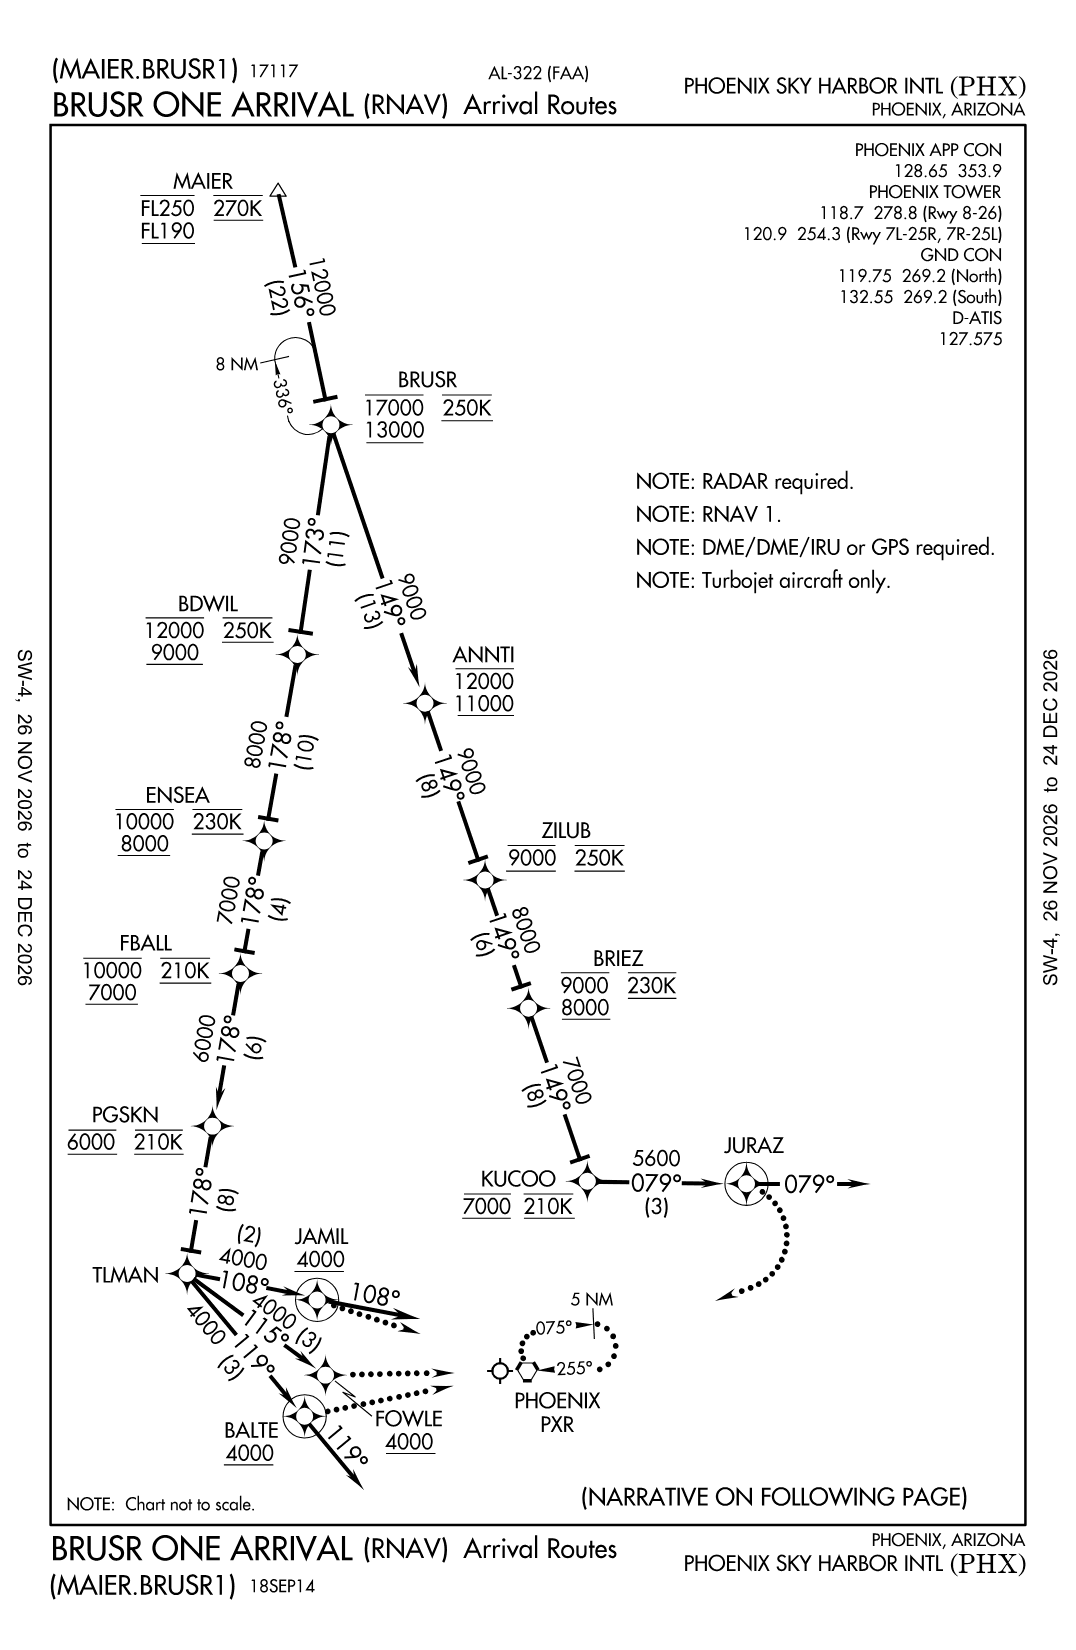 (MAIER.BRUSR1) 17117
AL-322 (FAA)
PHOENIX SKY HARBOR INTL (PHX)
BRUSR ONE ARRIVAL (RNAV) Arrival Routes
PHOENIX, ARIZONA
PHOENIX APP CON
128.65 353.9
PHOENIX TOWER
118.7 278.8 (Rwy 8-26)
120.9 254.3 (Rwy 7L-25R, 7R-25L)
GND CON
119.75 269.2 (North)
132.55 269.2 (South)
D-ATIS
127.575
MAIER
FL250 270K
FL190
12000
156°
(22)
8 NM
336°
BRUSR
17000 250K
13000
NOTE: RADAR required.
NOTE: RNAV 1.
NOTE: DME/DME/IRU or GPS required.
NOTE: Turbojet aircraft only.
9000
173°
(11)
9000
149°
(13)
BDWIL
12000 250K
9000
ANNTI
12000
11000
8000
178°
(10)
9000
149°
(8)
ENSEA
10000 230K
8000
ZILUB
9000 250K
7000
178°
(4)
8000
149°
(6)
FBALL
10000 210K
7000
BRIEZ
9000 230K
8000
6000
178°
(6)
7000
149°
(8)
PGSKN
6000 210K
KUCOO
7000 210K
5600
079°
(3)
JURAZ
079°
178°
(8)
TLMAN
(2)
4000
108°
JAMIL
4000
108°
4000 (3)
115°
4000
119°
(3)
FOWLE
4000
BALTE
4000
119°
5 NM
075°
255°
PHOENIX
PXR
NOTE: Chart not to scale.
(NARRATIVE ON FOLLOWING PAGE)
SW-4, 26 NOV 2026 to 24 DEC 2026
SW-4, 26 NOV 2026 to 24 DEC 2026
BRUSR ONE ARRIVAL (RNAV) Arrival Routes
PHOENIX, ARIZONA
PHOENIX SKY HARBOR INTL (PHX)
(MAIER.BRUSR1) 18SEP14